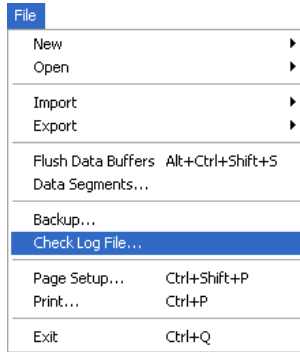 File
New
Open
Import
Export
Flush Data Buffers Alt+Ctrl+Shift+S
Data Segments...
Backup...
Check Log File...
Page Setup... Ctrl+Shift+P
Print... Ctrl+P
Exit Ctrl+Q